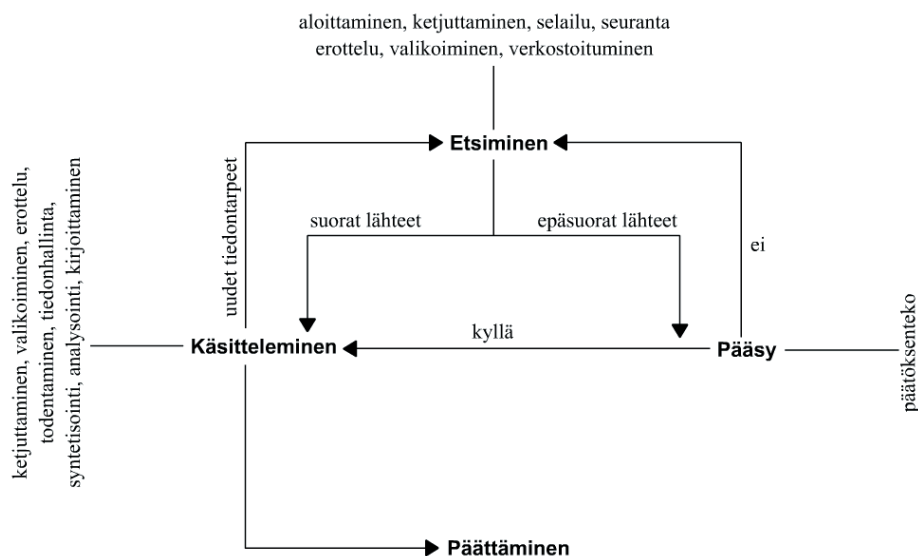 aloittaminen, ketjuttaminen, selailu, seuranta
erottelu, valikoiminen, verkostoituminen
Etsiminen
uudet tiedontarpeet
suorat lähteet
epäsuorat lähteet
ei
ketjuttaminen, valikoiminen, erottelu,
todentaminen, tiedonhallinta,
syntetisointi, analysointi, kirjoittaminen
Käsitteleminen
kyllä
Pääsy
päätöksenteko
Päättäminen